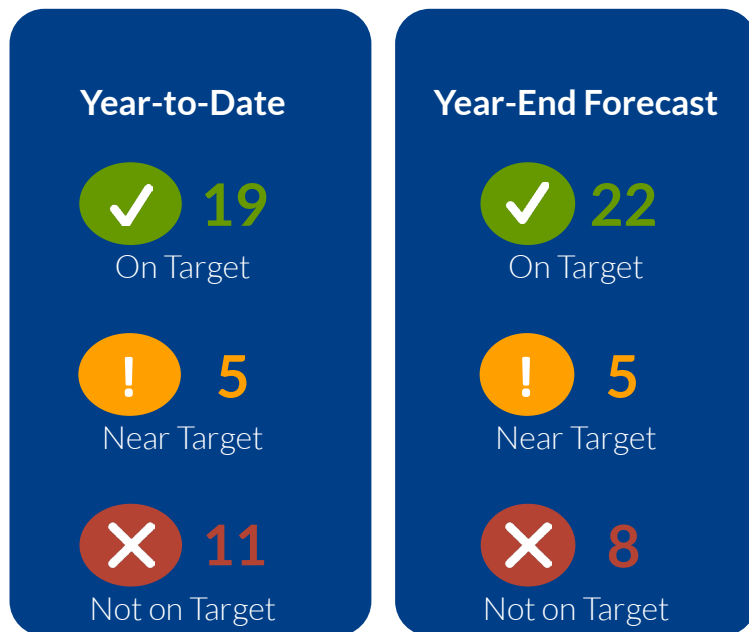 Year-to-Date
19
On Target
! 5
Near Target
11
Not on Target
Year-End Forecast
22
On Target
! 5
Near Target
8
Not on Target